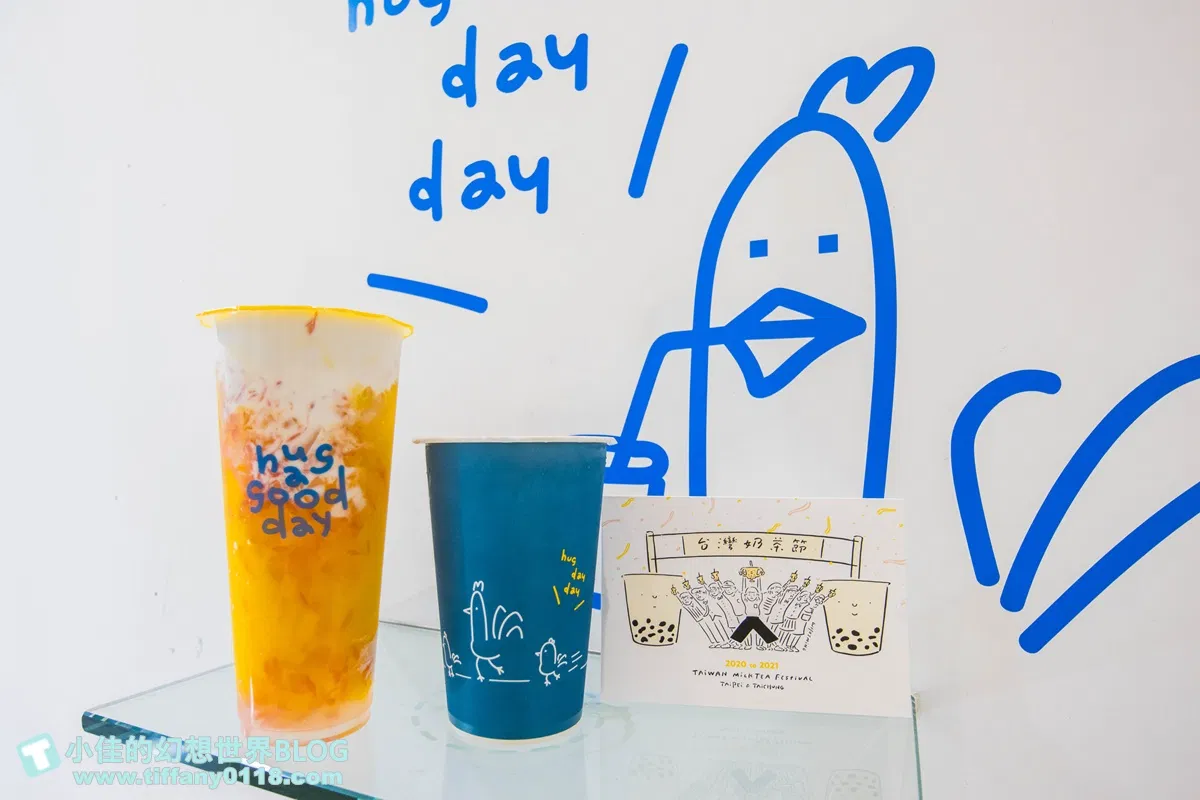 hug
day
day
hug
a
good
day
hug
day
day
台灣奶茶節
2020 to 2021
TAIWAN MILKTEA FESTIVAL
TAIPEI & TAICHUNG
小佳的幻想世界BLOG
www.tiffany0118.com